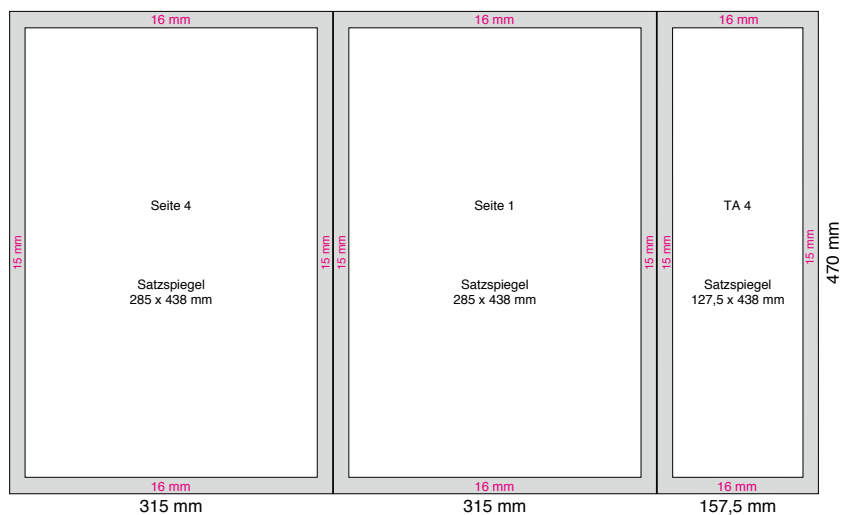 16 mm
16 mm
16 mm
Seite 4
Seite 1
TA 4
15 mm
15 mm
15 mm
15 mm
15 mm
15 mm
470 mm
Satzspiegel
285 x 438 mm
Satzspiegel
285 x 438 mm
Satzspiegel
127,5 x 438 mm
16 mm
16 mm
16 mm
315 mm
315 mm
157,5 mm